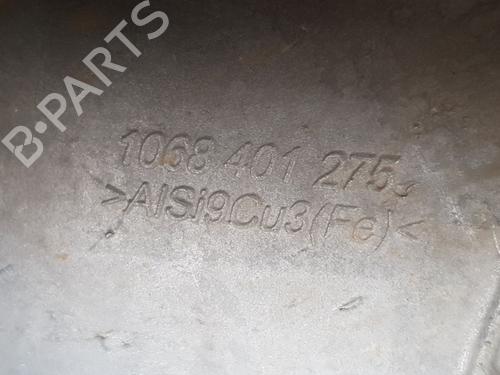 B-PARTS
1068 401 275
>AlSi9Cu3(Fe)<